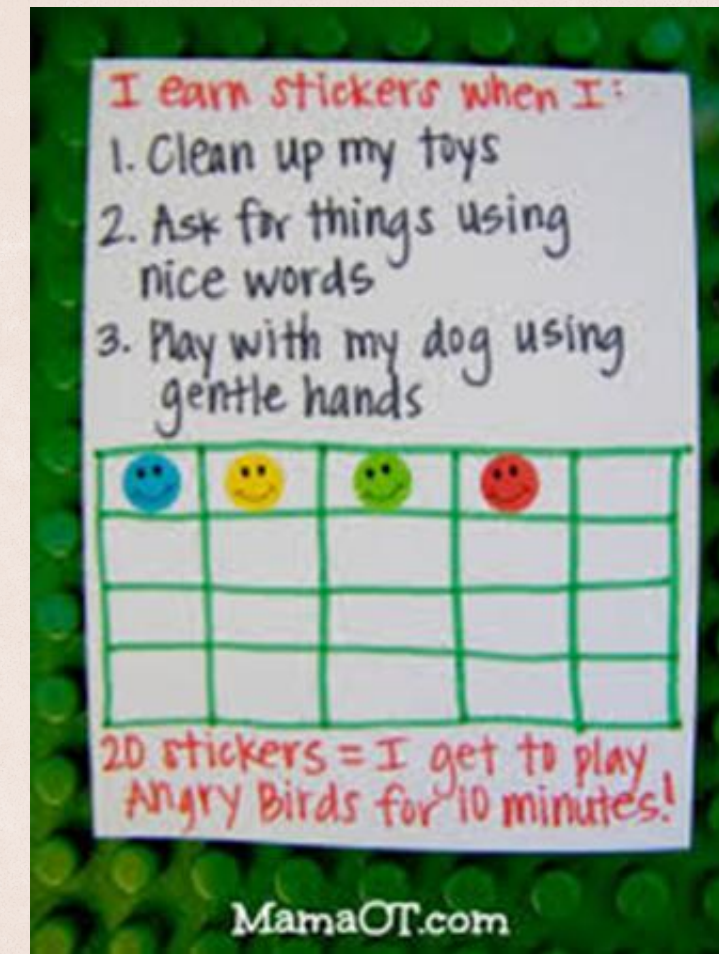 I earn stickers when I:
1. Clean up my toys
2. Ask for things using
nice words
3. Play with my dog using
gentle hands
20 stickers = I get to play
Angry Birds for 10 minutes!
MamaOT.com